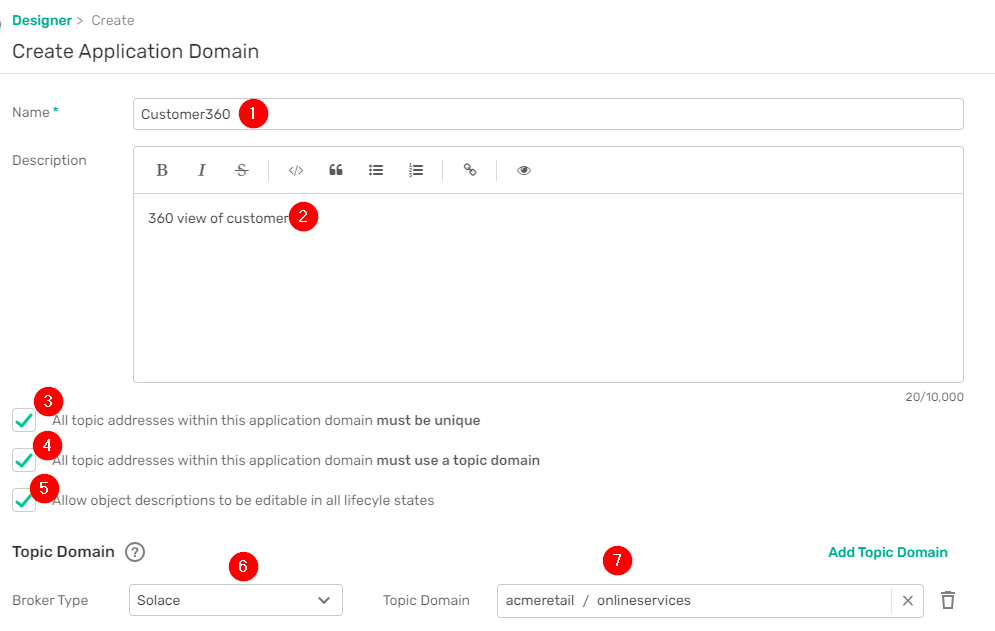 Designer > Create
Create Application Domain
Name *
Customer360 1
Description
B I S </>
360 view of customer 2
20/10,000
3
All topic addresses within this application domain must be unique
4
All topic addresses within this application domain must use a topic domain
5
Allow object descriptions to be editable in all lifecyle states
Topic Domain ? Add Topic Domain
6 7
Broker Type Solace Topic Domain acmeretail / onlineservices